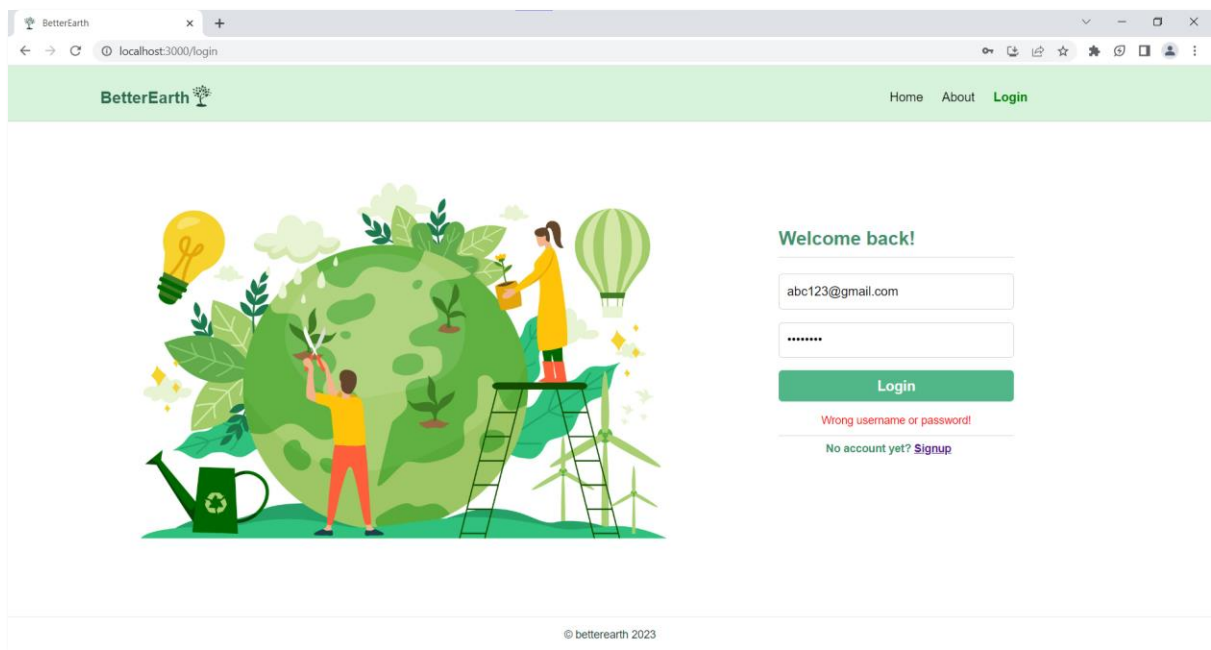 BetterEarth
localhost:3000/login
BetterEarth
Home About Login
Welcome back!
abc123@gmail.com
••••••••
Login
Wrong username or password!
No account yet? Signup
© betterearth 2023